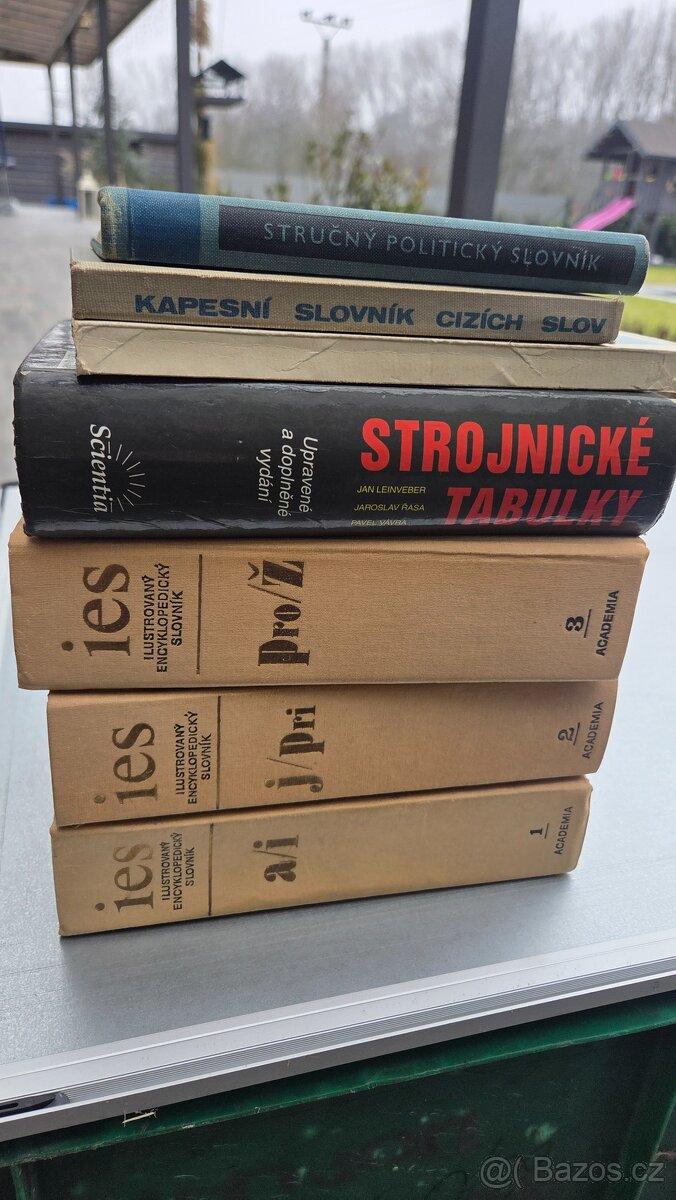 STRUČNÝ POLITICKÝ SLOVNÍK
KAPESNÍ SLOVNÍK CIZÍCH SLOV
Scientia
Upravené
a doplněné
vydání
STROJNICKÉ
TABULKY
JAN LEINVEBER
JAROSLAV ŘASA
PAVEL VÁVRA
ies
ILUSTROVANÝ
ENCYKLOPEDICKÝ
SLOVNÍK
Pro/Ž
3
ACADEMIA
ies
ILUSTROVANÝ
ENCYKLOPEDICKÝ
SLOVNÍK
j/Pri
2
ACADEMIA
ies
ILUSTROVANÝ
ENCYKLOPEDICKÝ
SLOVNÍK
a/i
1
ACADEMIA
@ Bazos.cz